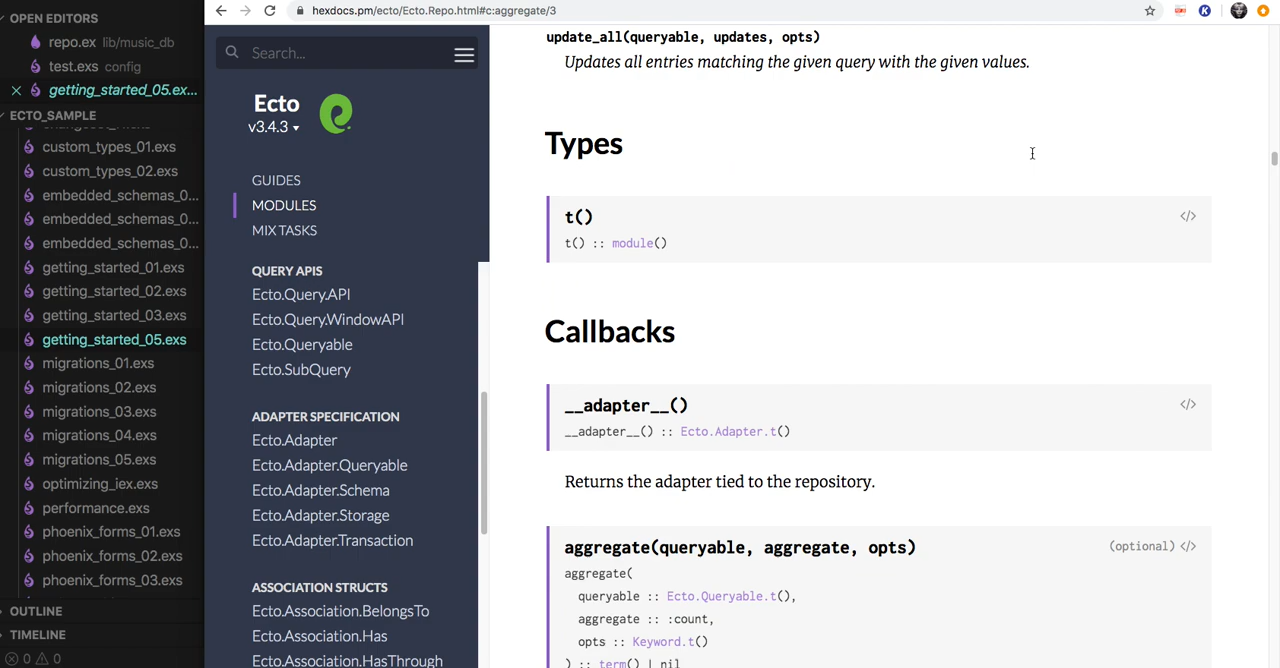 OPEN EDITORS
repo.ex lib/music_db
test.exs config
getting_started_05.ex...
ECTO_SAMPLE
custom_types_01.exs
custom_types_02.exs
embedded_schemas_0...
embedded_schemas_0...
embedded_schemas_0...
getting_started_01.exs
getting_started_02.exs
getting_started_03.exs
getting_started_05.exs
migrations_01.exs
migrations_02.exs
migrations_03.exs
migrations_04.exs
migrations_05.exs
optimizing_iex.exs
performance.exs
phoenix_forms_01.exs
phoenix_forms_02.exs
phoenix_forms_03.exs
OUTLINE
TIMELINE
0 0
hexdocs.pm/ecto/Ecto.Repo.html#c:aggregate/3
Search...
Ecto
v3.4.3
GUIDES
MODULES
MIX TASKS
QUERY APIS
Ecto.Query.API
Ecto.Query.WindowAPI
Ecto.Queryable
Ecto.SubQuery
ADAPTER SPECIFICATION
Ecto.Adapter
Ecto.Adapter.Queryable
Ecto.Adapter.Schema
Ecto.Adapter.Storage
Ecto.Adapter.Transaction
ASSOCIATION STRUCTS
Ecto.Association.BelongsTo
Ecto.Association.Has
Ecto.Association.HasThrough
update_all(queryable, updates, opts)
Updates all entries matching the given query with the given values.
Types
t() </>
t() :: module()
Callbacks
__adapter__() </>
__adapter__() :: Ecto.Adapter.t()
Returns the adapter tied to the repository.
aggregate(queryable, aggregate, opts) (optional) </>
aggregate(
queryable :: Ecto.Queryable.t(),
aggregate :: :count,
opts :: Keyword.t()
) :: term() | nil